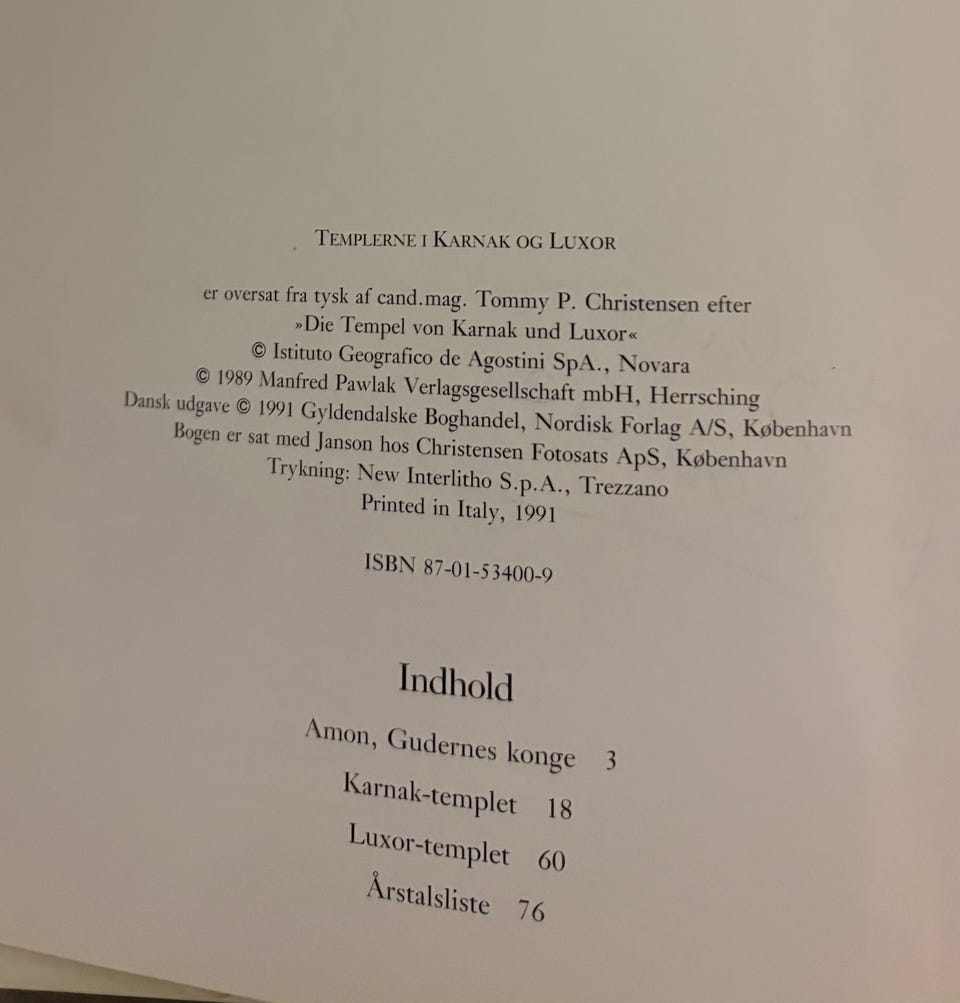 TEMPLERNE I KARNAK OG LUXOR
er oversat fra tysk af cand.mag. Tommy P. Christensen efter
»Die Tempel von Karnak und Luxor«
© Istituto Geografico de Agostini SpA., Novara
© 1989 Manfred Pawlak Verlagsgesellschaft mbH, Herrsching
Dansk udgave © 1991 Gyldendalske Boghandel, Nordisk Forlag A/S, København
Bogen er sat med Janson hos Christensen Fotosats ApS, København
Trykning: New Interlitho S.p.A., Trezzano
Printed in Italy, 1991
ISBN 87-01-53400-9
Indhold
Amon, Gudernes konge 3
Karnak-templet 18
Luxor-templet 60
Årstalsliste 76